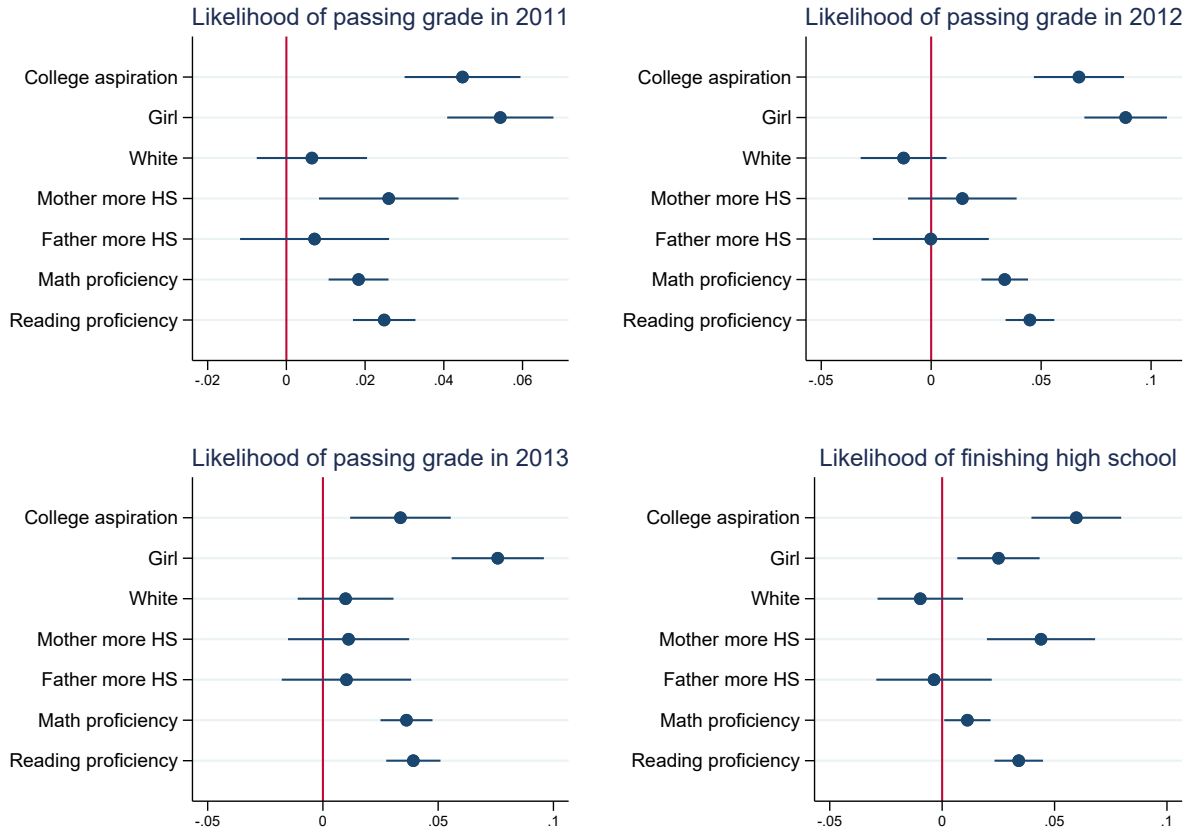 Likelihood of passing grade in 2011
College aspiration
Girl
White
Mother more HS
Father more HS
Math proficiency
Reading proficiency
-.02 0 .02 .04 .06
Likelihood of passing grade in 2012
College aspiration
Girl
White
Mother more HS
Father more HS
Math proficiency
Reading proficiency
-.05 0 .05 .1
Likelihood of passing grade in 2013
College aspiration
Girl
White
Mother more HS
Father more HS
Math proficiency
Reading proficiency
-.05 0 .05 .1
Likelihood of finishing high school
College aspiration
Girl
White
Mother more HS
Father more HS
Math proficiency
Reading proficiency
-.05 0 .05 .1